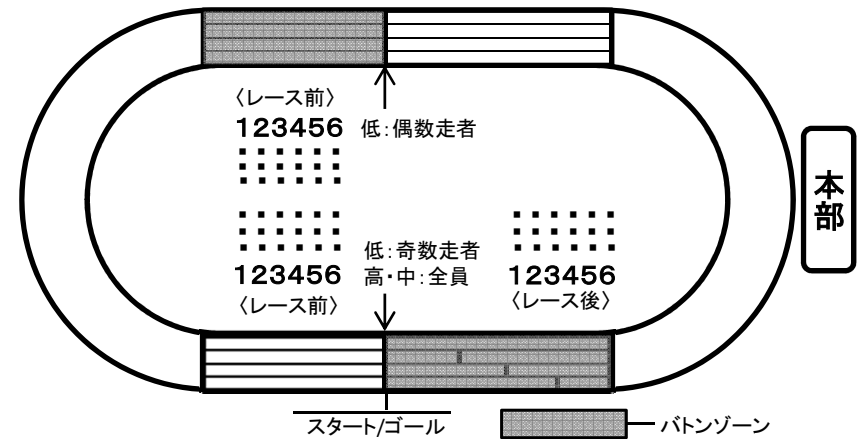 〈レース前〉
123456
低：偶数走者
本部
低：奇数走者
高・中：全員
123456
〈レース前〉
123456
〈レース後〉
スタート/ゴール
バトンゾーン